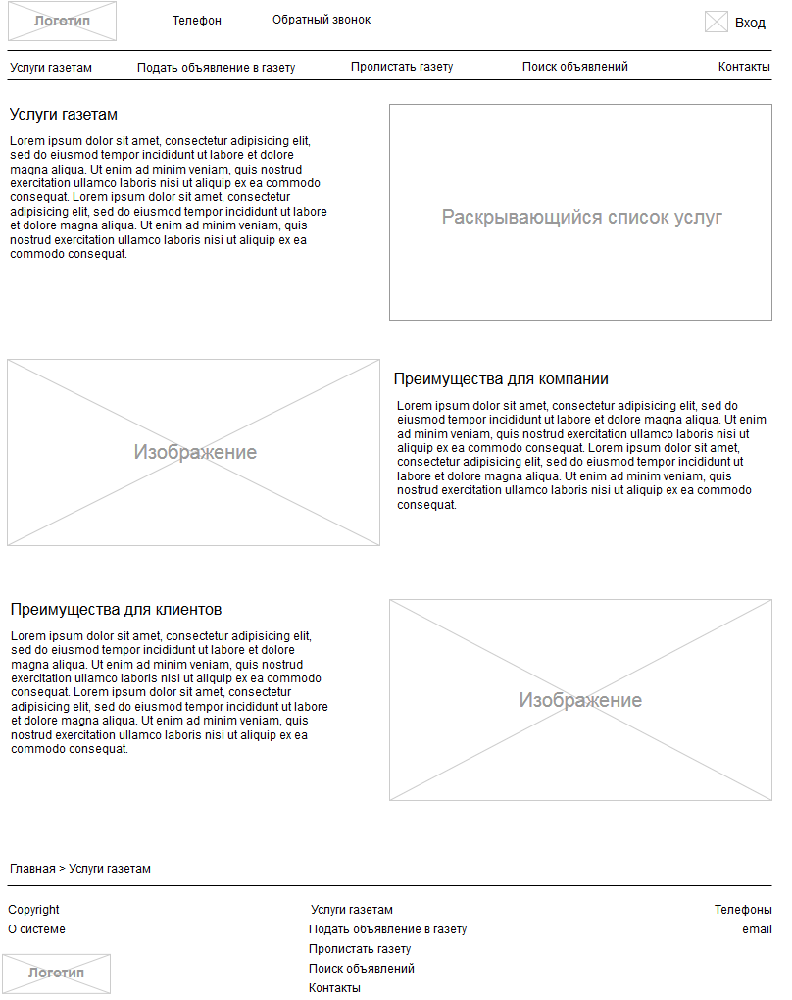 Логотип
Телефон
Обратный звонок
Вход
Услуги газетам
Подать объявление в газету
Пролистать газету
Поиск объявлений
Контакты
Услуги газетам
Lorem ipsum dolor sit amet, consectetur adipisicing elit,
sed do eiusmod tempor incididunt ut labore et dolore
magna aliqua. Ut enim ad minim veniam, quis nostrud
exercitation ullamco laboris nisi ut aliquip ex ea commodo
consequat. Lorem ipsum dolor sit amet, consectetur
adipisicing elit, sed do eiusmod tempor incididunt ut labore
et dolore magna aliqua. Ut enim ad minim veniam, quis
nostrud exercitation ullamco laboris nisi ut aliquip ex ea
commodo consequat.
Раскрывающийся список услуг
Изображение
Преимущества для компании
Lorem ipsum dolor sit amet, consectetur adipisicing elit, sed do
eiusmod tempor incididunt ut labore et dolore magna aliqua. Ut enim
ad minim veniam, quis nostrud exercitation ullamco laboris nisi ut
aliquip ex ea commodo consequat. Lorem ipsum dolor sit amet,
consectetur adipisicing elit, sed do eiusmod tempor incididunt ut
labore et dolore magna aliqua. Ut enim ad minim veniam, quis
nostrud exercitation ullamco laboris nisi ut aliquip ex ea commodo
consequat.
Преимущества для клиентов
Lorem ipsum dolor sit amet, consectetur adipisicing elit,
sed do eiusmod tempor incididunt ut labore et dolore
magna aliqua. Ut enim ad minim veniam, quis nostrud
exercitation ullamco laboris nisi ut aliquip ex ea commodo
consequat. Lorem ipsum dolor sit amet, consectetur
adipisicing elit, sed do eiusmod tempor incididunt ut labore
et dolore magna aliqua. Ut enim ad minim veniam, quis
nostrud exercitation ullamco laboris nisi ut aliquip ex ea
commodo consequat.
Изображение
Главная > Услуги газетам
Copyright
О системе
Логотип
Услуги газетам
Подать объявление в газету
Пролистать газету
Поиск объявлений
Контакты
Телефоны
email